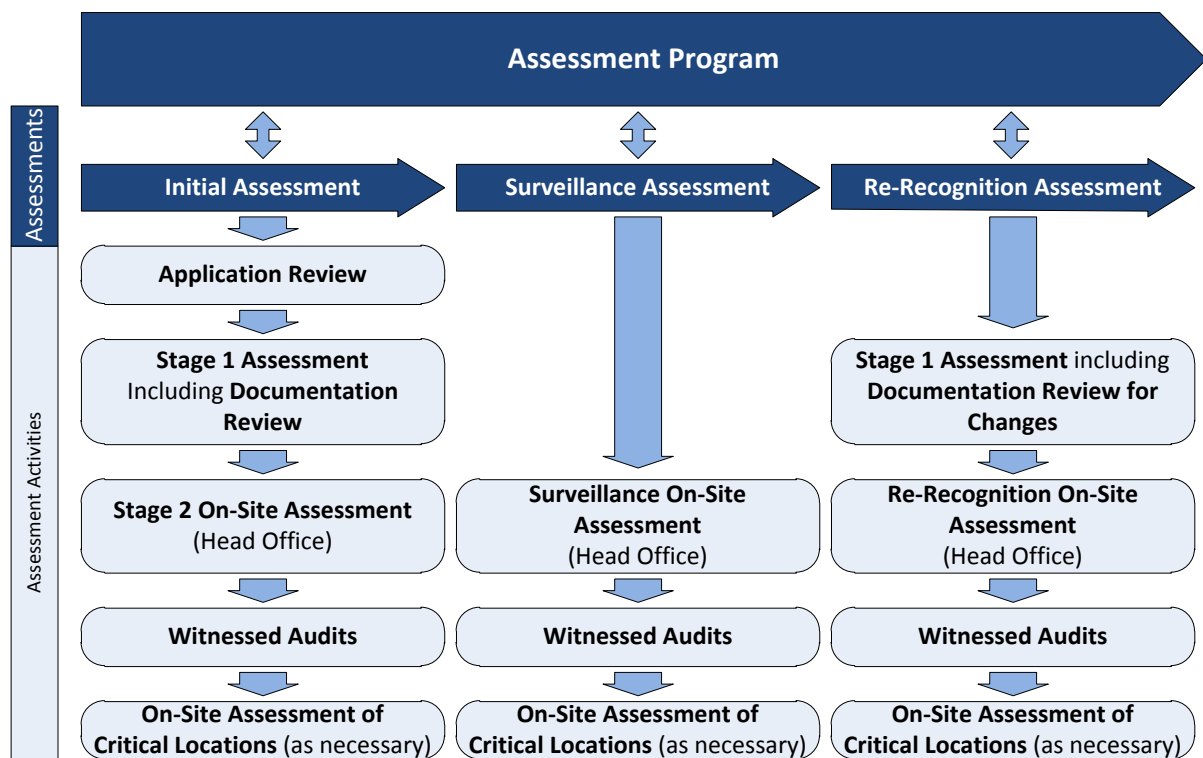 Assessment Program
Assessments
Initial Assessment
Surveillance Assessment
Re-Recognition Assessment
Assessment Activities
Application Review
Stage 1 Assessment
Including Documentation
Review
Stage 1 Assessment including
Documentation Review for
Changes
Stage 2 On-Site Assessment
(Head Office)
Surveillance On-Site
Assessment
(Head Office)
Re-Recognition On-Site
Assessment
(Head Office)
Witnessed Audits
Witnessed Audits
Witnessed Audits
On-Site Assessment of
Critical Locations (as necessary)
On-Site Assessment of
Critical Locations (as necessary)
On-Site Assessment of
Critical Locations (as necessary)